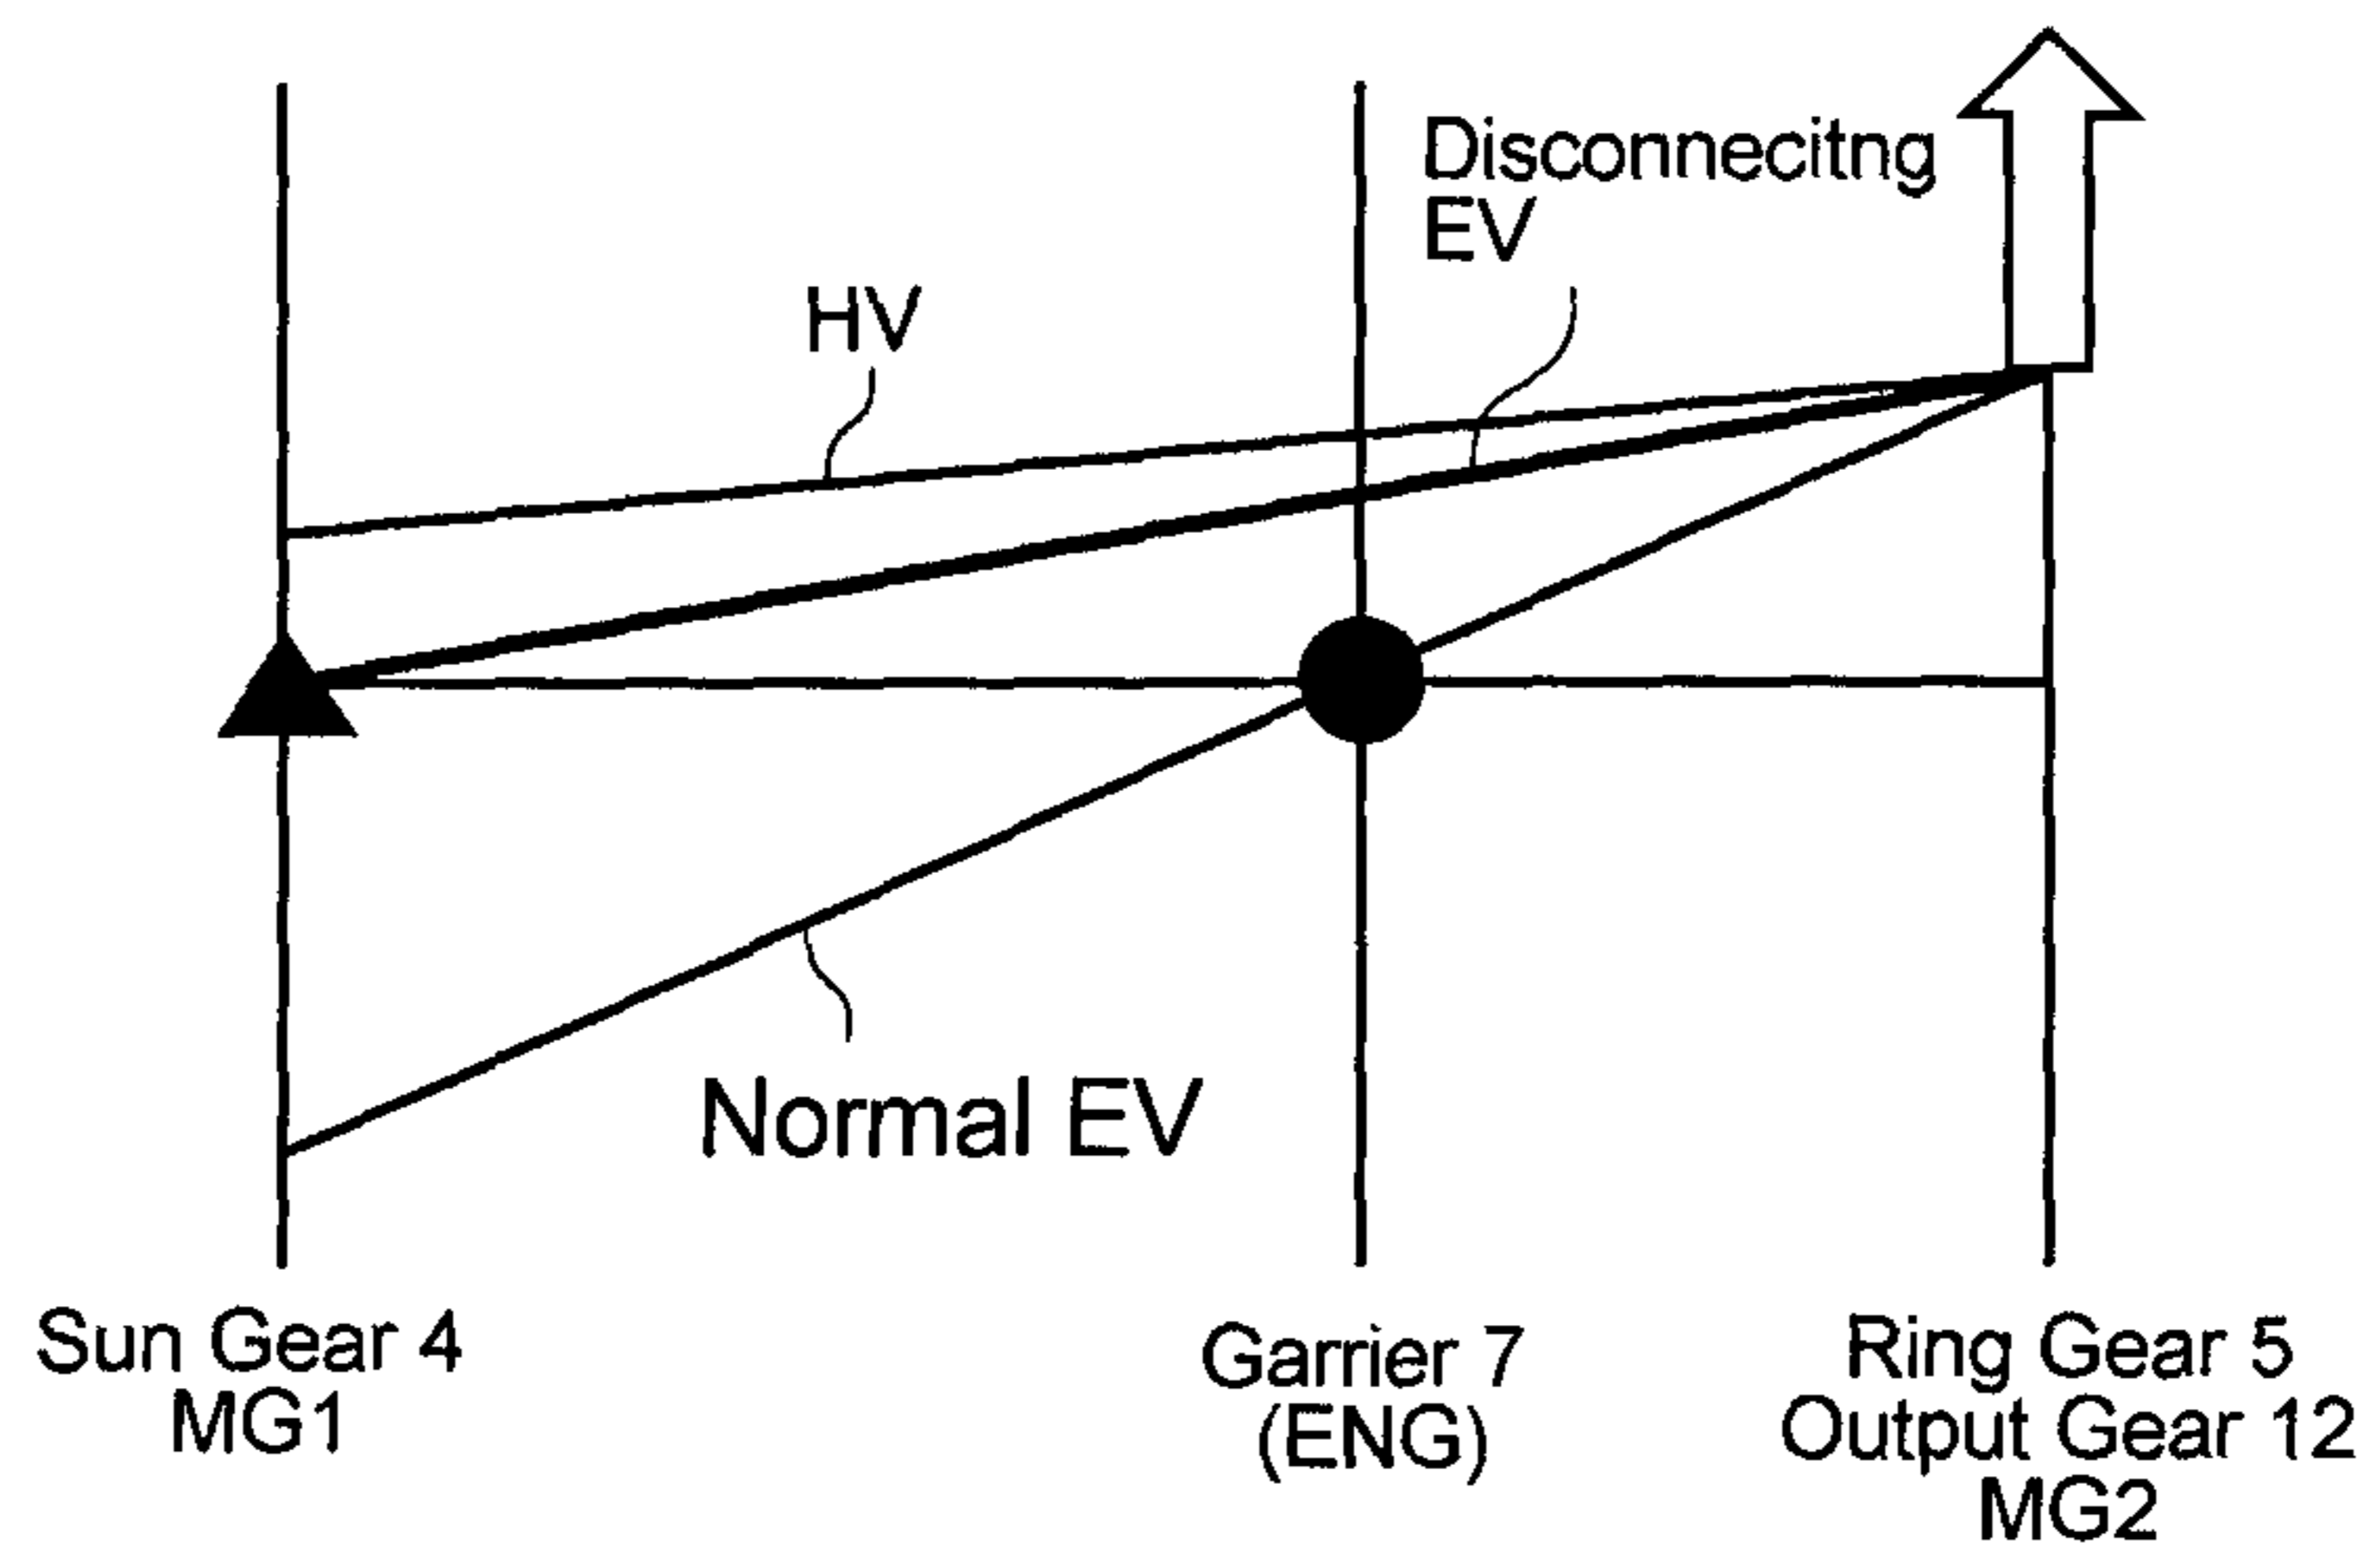 Disconnecitng
EV
HV
Normal EV
Sun Gear 4
MG1
Garrier 7
(ENG)
Ring Gear 5
Output Gear 12
MG2